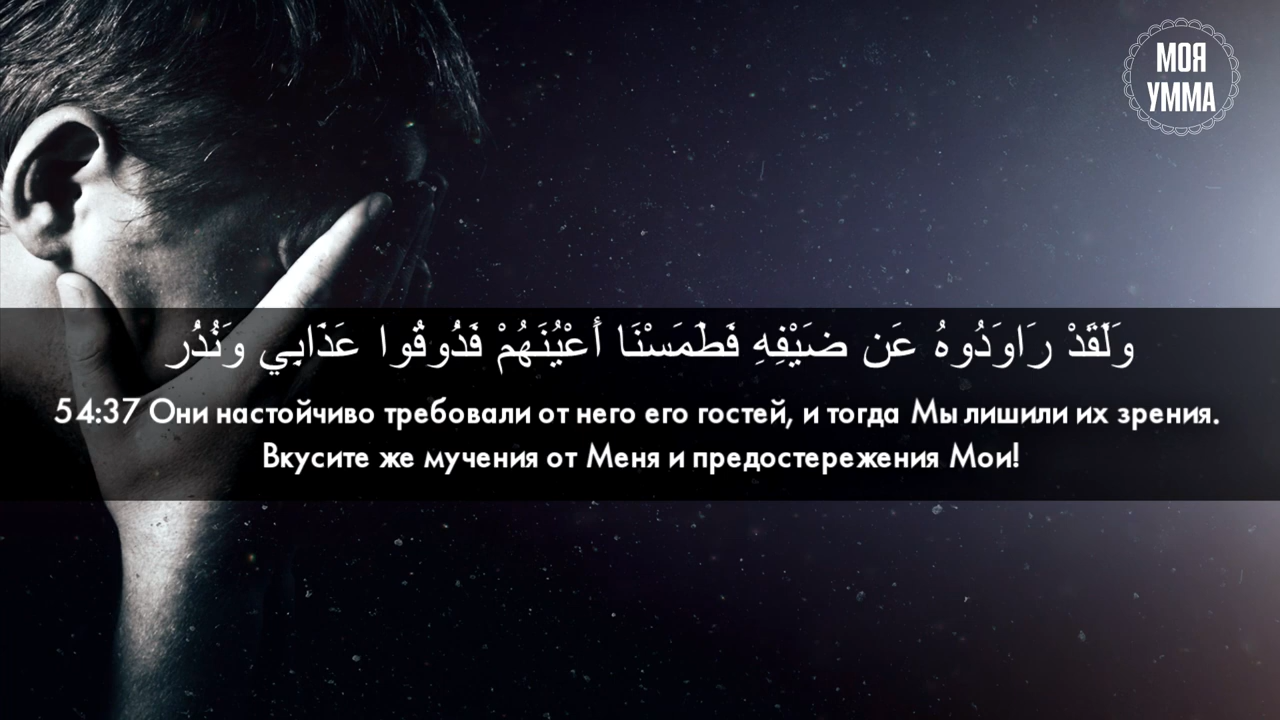 МОЯ
УММА
وَلَقَدْ رَاوَدُوهُ عَن ضَيْفِهِ فَطَمَسْنَا أَعْيُنَهُمْ فَذُوقُوا عَذَابِي وَنُذُرِ
54:37 Они настойчиво требовали от него его гостей, и тогда Мы лишили их зрения.
Вкусите же мучения от Меня и предостережения Мои!